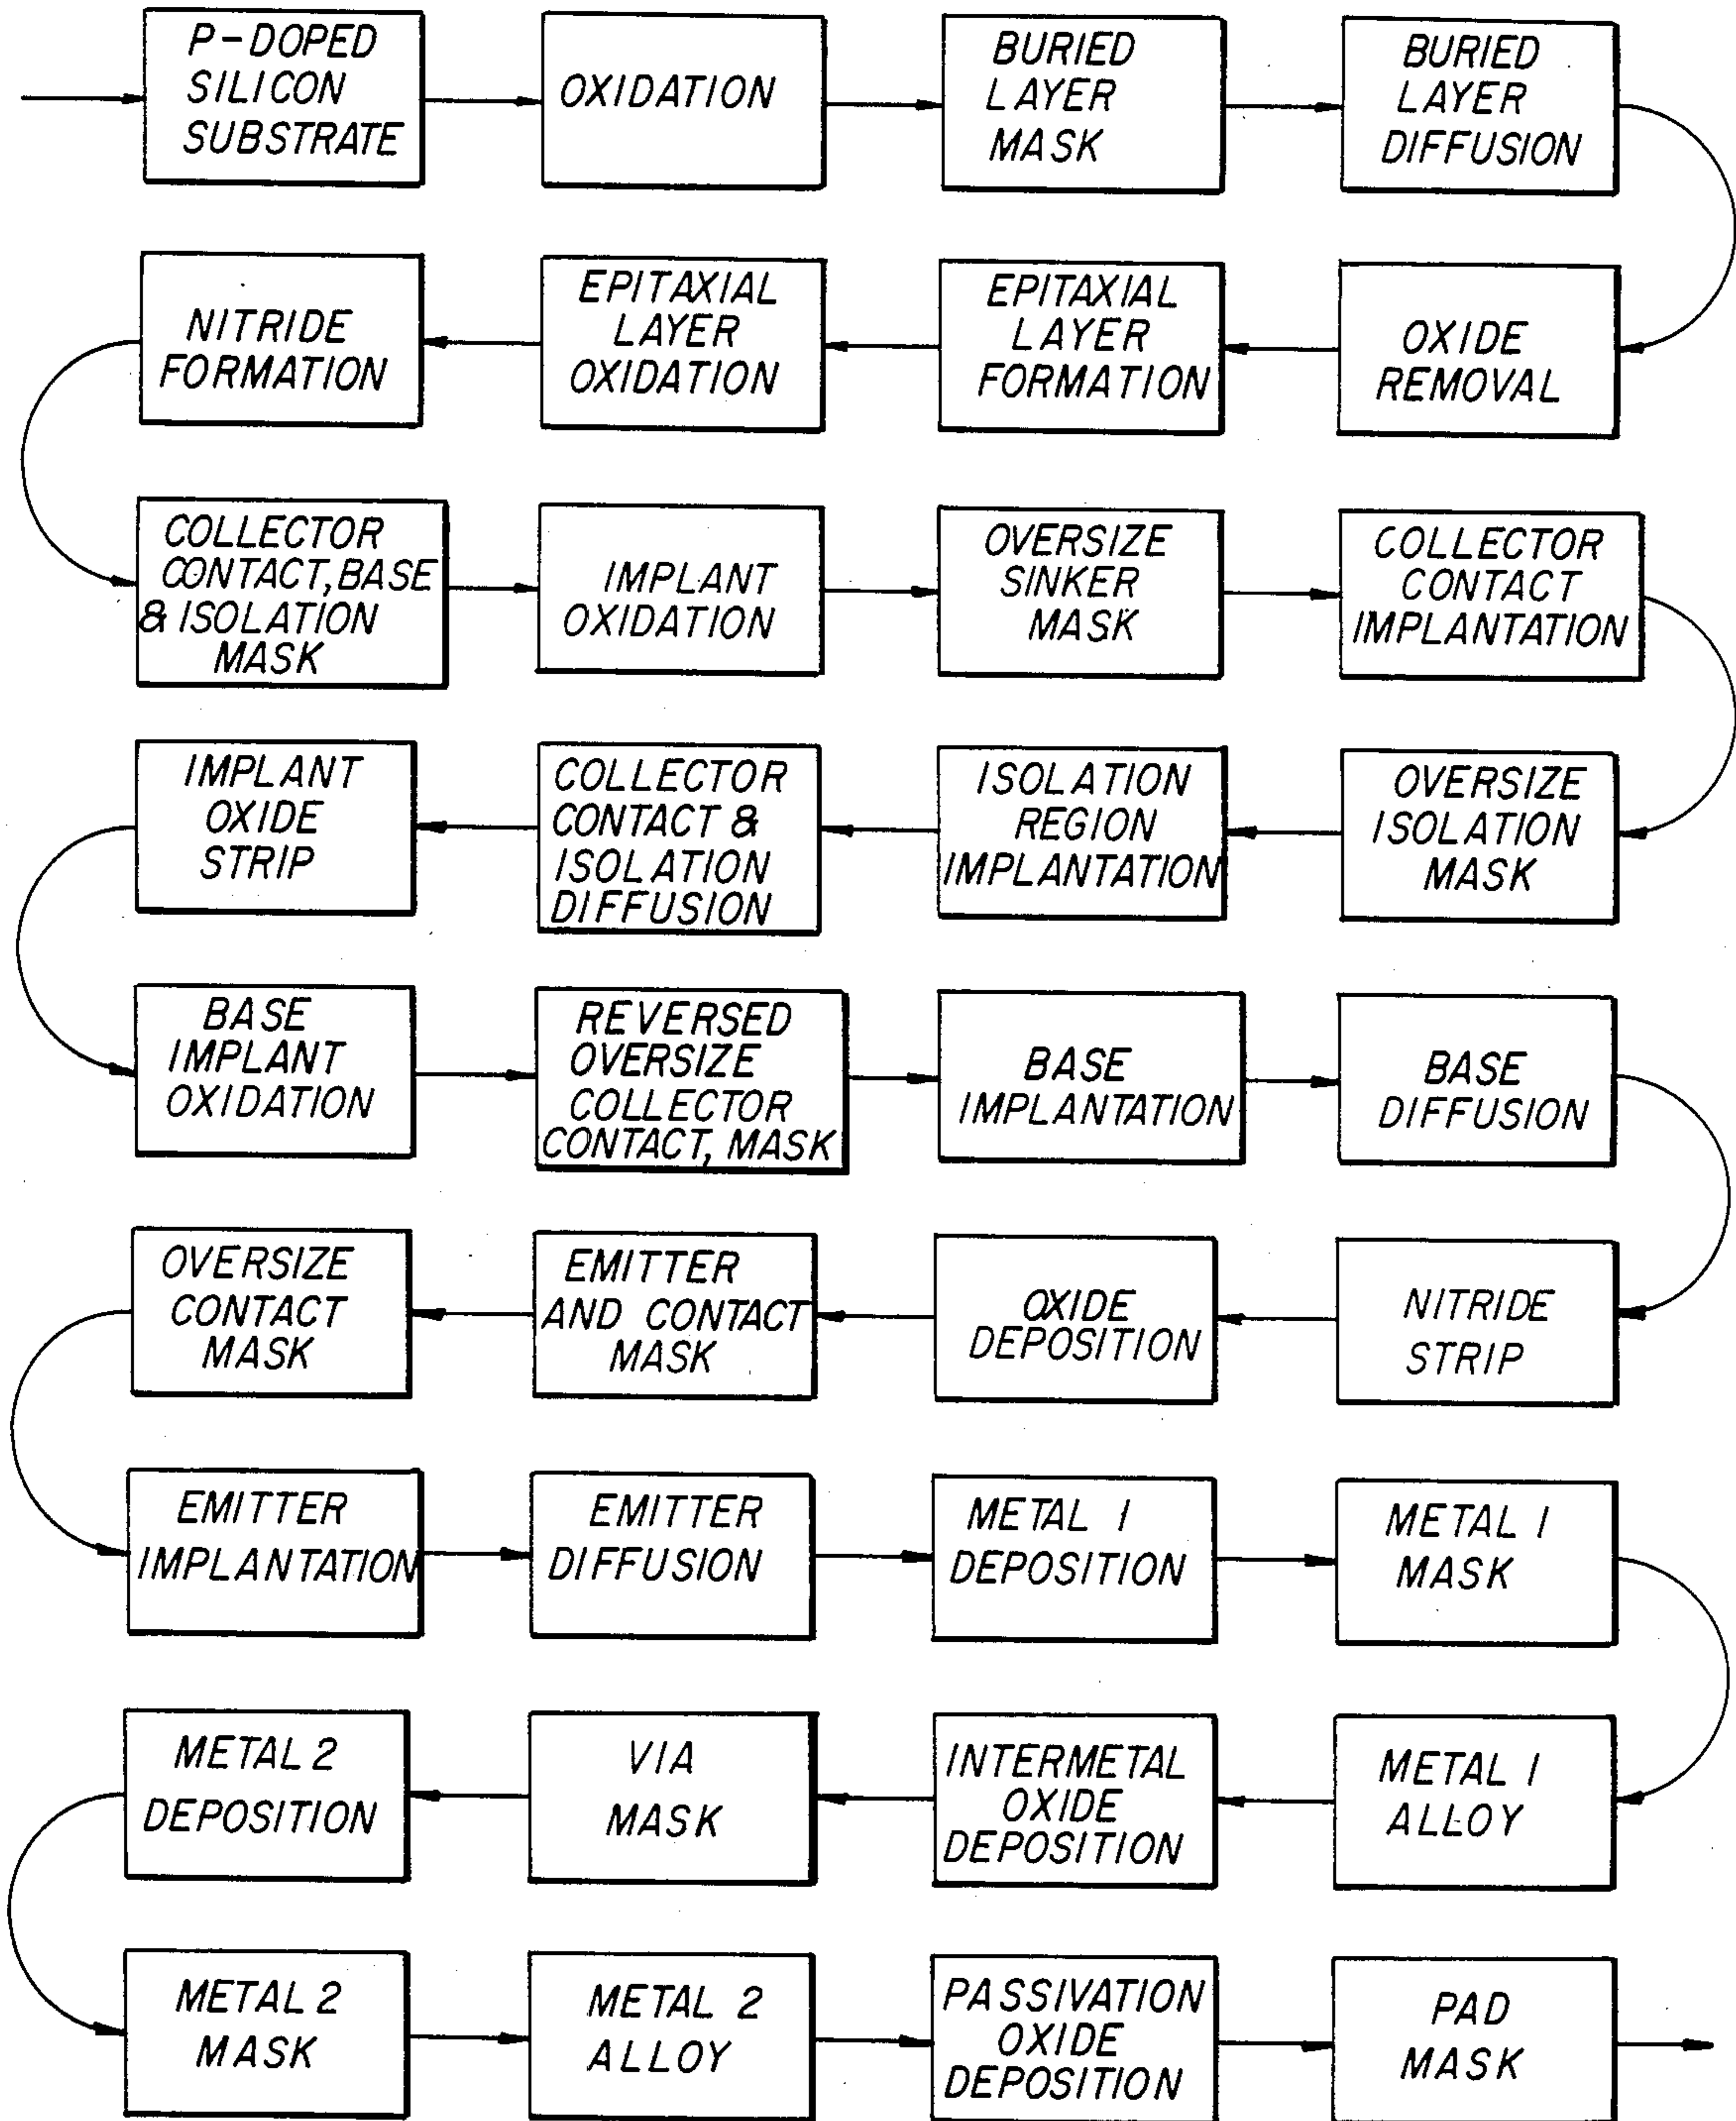 P-DOPED
SILICON
SUBSTRATE
OXIDATION
BURIED
LAYER
MASK
BURIED
LAYER
DIFFUSION
NITRIDE
FORMATION
EPITAXIAL
LAYER
OXIDATION
EPITAXIAL
LAYER
FORMATION
OXIDE
REMOVAL
COLLECTOR
CONTACT, BASE
& ISOLATION
MASK
IMPLANT
OXIDATION
OVERSIZE
SINKER
MASK
COLLECTOR
CONTACT
IMPLANTATION
IMPLANT
OXIDE
STRIP
COLLECTOR
CONTACT &
ISOLATION
DIFFUSION
ISOLATION
REGION
IMPLANTATION
OVERSIZE
ISOLATION
MASK
BASE
IMPLANT
OXIDATION
REVERSED
OVERSIZE
COLLECTOR
CONTACT, MASK
BASE
IMPLANTATION
BASE
DIFFUSION
OVERSIZE
CONTACT
MASK
EMITTER
AND CONTACT
MASK
OXIDE
DEPOSITION
NITRIDE
STRIP
EMITTER
IMPLANTATION
EMITTER
DIFFUSION
METAL 1
DEPOSITION
METAL 1
MASK
METAL 2
DEPOSITION
VIA
MASK
INTERMETAL
OXIDE
DEPOSITION
METAL 1
ALLOY
METAL 2
MASK
METAL 2
ALLOY
PASSIVATION
OXIDE
DEPOSITION
PAD
MASK